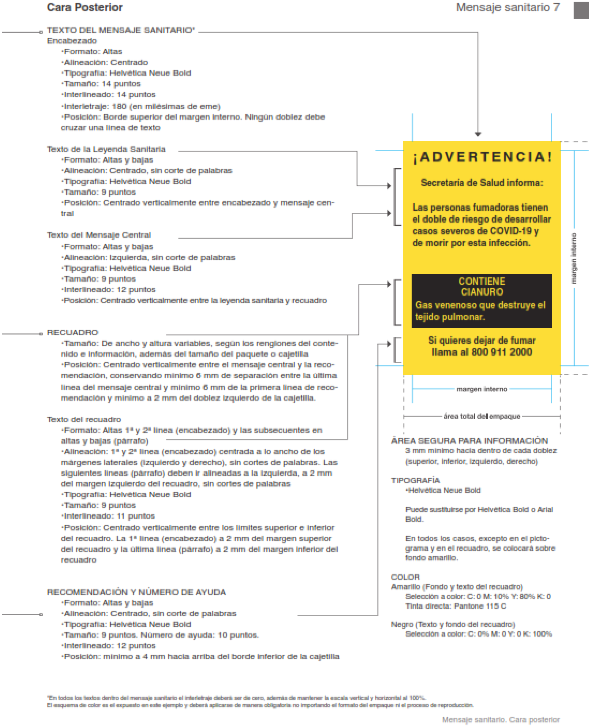 Cara Posterior
Mensaje sanitario 7
TEXTO DEL MENSAJE SANITARIO*
Encabezado
•Formato: Altas
•Alineación: Centrado
•Tipografía: Helvética Neue Bold
•Tamaño: 14 puntos
•Interlineado: 14 puntos
•Interletraje: 180 (en milésimas de eme)
•Posición: Borde superior del margen interno. Ningún doblez debe
cruzar una línea de texto
Texto de la Leyenda Sanitaria
•Formato: Altas y bajas
•Alineación: Centrado, sin corte de palabras
•Tipografía: Helvética Neue Bold
•Tamaño: 9 puntos
•Posición: Centrado verticalmente entre encabezado y mensaje cen-
tral
Texto del Mensaje Central
•Formato: Altas y bajas
•Alineación: Izquierda, sin corte de palabras
•Tipografía: Helvética Neue Bold
•Tamaño: 9 puntos
•Interlineado: 12 puntos
•Posición: Centrado verticalmente entre la leyenda sanitaria y recuadro
RECUADRO
•Tamaño: De ancho y altura variables, según los renglones del conte-
nido e información, además del tamaño del paquete o cajetilla
•Posición: Centrado verticalmente entre el mensaje central y la reco-
mendación, conservando mínimo 6 mm de separación entre la última
línea del mensaje central y mínimo 6 mm de la primera línea de reco-
mendación y mínimo a 2 mm del doblez izquierdo de la cajetilla.
Texto del recuadro
•Formato: Altas 1ª y 2ª línea (encabezado) y las subsecuentes en
altas y bajas (párrafo)
•Alineación: 1ª y 2ª línea (encabezado) centrada a lo ancho de los
márgenes laterales (izquierdo y derecho), sin cortes de palabras. Las
siguientes líneas (párrafo) deben ir alineadas a la izquierda, a 2 mm
del margen izquierdo del recuadro, sin cortes de palabras
•Tipografía: Helvética Neue Bold
•Tamaño: 9 puntos
•Interlineado: 11 puntos
•Posición: Centrado verticalmente entre los límites superior e inferior
del recuadro. La 1ª línea (encabezado) a 2 mm del margen superior
del recuadro y la última línea (párrafo) a 2 mm del margen inferior del
recuadro
RECOMENDACIÓN Y NÚMERO DE AYUDA
•Formato: Altas y bajas
•Alineación: Centrado, sin corte de palabras
•Tipografía: Helvética Neue Bold
•Tamaño: 9 puntos. Número de ayuda: 10 puntos.
•Interlineado: 12 puntos
•Posición: mínimo a 4 mm hacia arriba del borde inferior de la cajetilla
¡ADVERTENCIA!
Secretaría de Salud informa:
Las personas fumadoras tienen
el doble de riesgo de desarrollar
casos severos de COVID-19 y
de morir por esta infección.
CONTIENE
CIANURO
Gas venenoso que destruye el
tejido pulmonar.
Si quieres dejar de fumar
llama al 800 911 2000
margen interno
margen interno
área total del empaque
ÁREA SEGURA PARA INFORMACIÓN
3 mm mínimo hacia dentro de cada doblez
(superior, inferior, izquierdo, derecho)
TIPOGRAFÍA
•Helvética Neue Bold
Puede sustituirse por Helvética Bold o Arial
Bold.
En todos los casos, excepto en el picto-
grama y en el recuadro, se colocará sobre
fondo amarillo.
COLOR
Amarillo (Fondo y texto del recuadro)
Selección a color: C: 0 M: 10% Y: 80% K: 0
Tinta directa: Pantone 115 C
Negro (Texto y fondo del recuadro)
Selección a color: C: 0% M: 0 Y: 0 K: 100%
*En todos los textos dentro del mensaje sanitario el interletraje deberá ser de cero, además de mantener la escala vertical y horizontal al 100%.
El esquema de color es el expuesto en este ejemplo y deberá aplicarse de manera obligatoria no importando el formato del empaque ni el proceso de reproducción.
Mensaje sanitario. Cara posterior